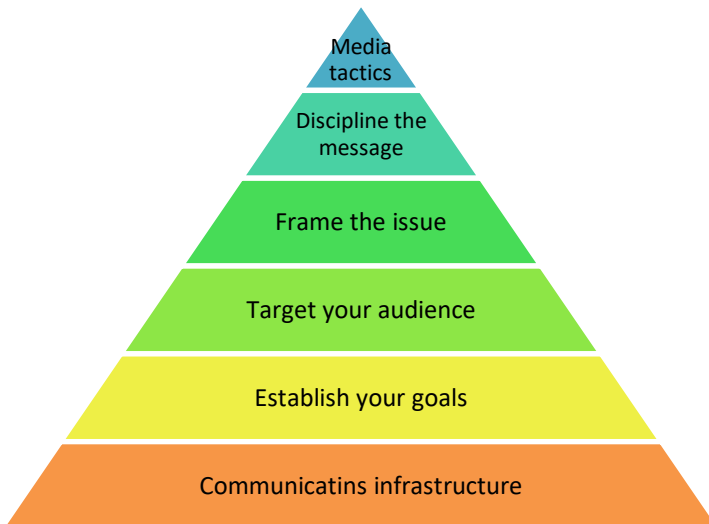 Media
tactics
Discipline the
message
Frame the issue
Target your audience
Establish your goals
Communicatins infrastructure